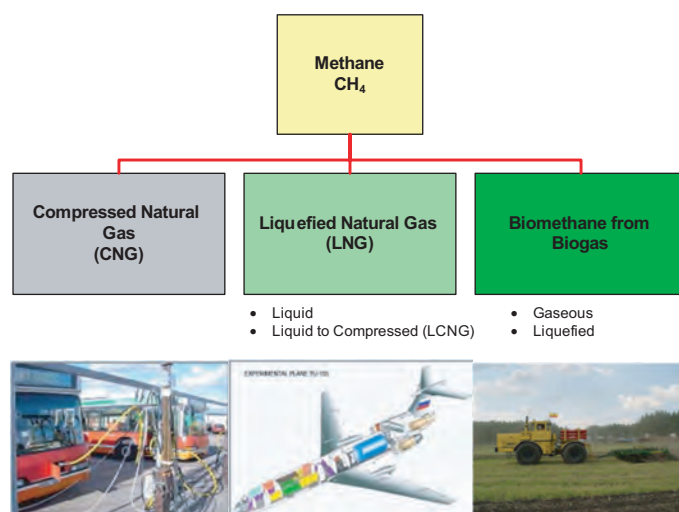 Methane
CH₄
Compressed Natural
Gas
(CNG)
Liquefied Natural Gas
(LNG)
Biomethane from
Biogas
• Liquid
• Liquid to Compressed (LCNG)
• Gaseous
• Liquefied
EXPERIMENTAL PLANE TU-155